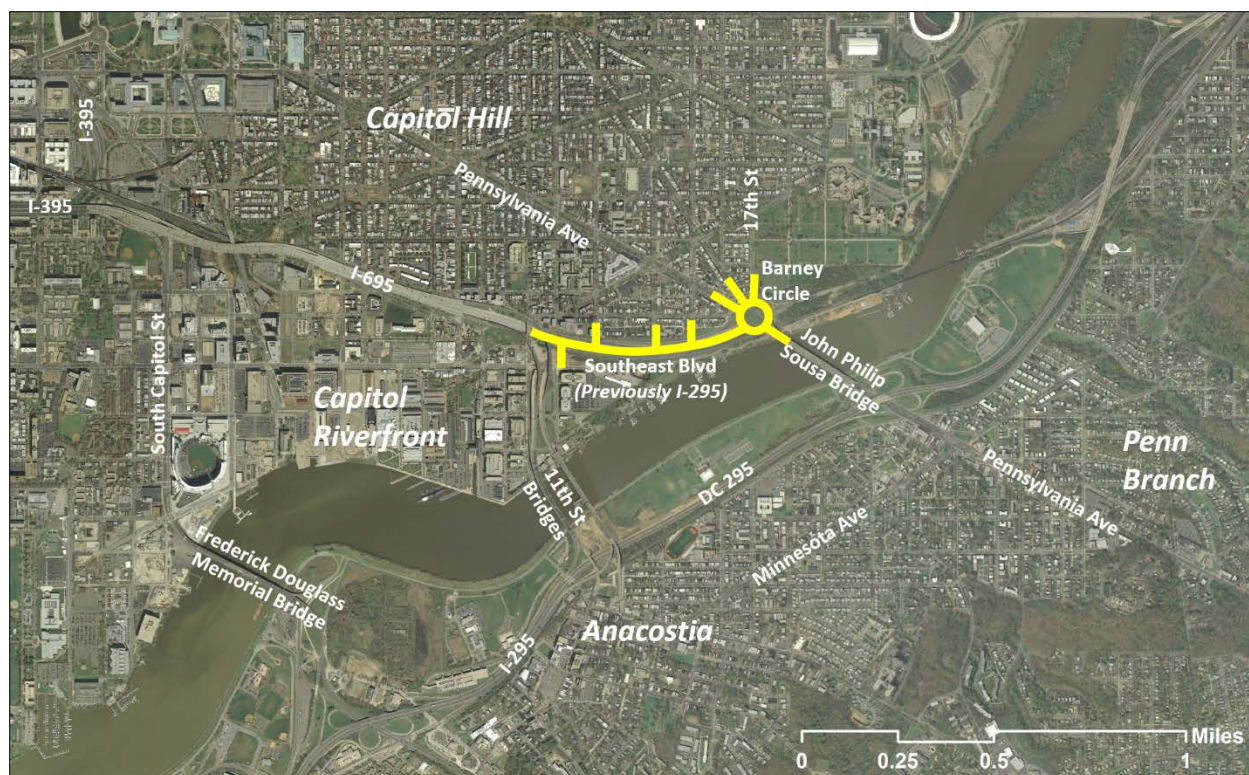 Capitol Hill
I-395
Pennsylvania Ave
17th St
I-395
I-695
Barney
Circle
South Capitol St
Southeast Blvd
(Previously I-295)
John Philip
Sousa Bridge
Capitol
Riverfront
Penn
Branch
11th St
Bridges
DC 295
Pennsylvania Ave
Minnesota Ave
Frederick Douglass
Memorial Bridge
Anacostia
I-295
Miles
0 0.25 0.5 1